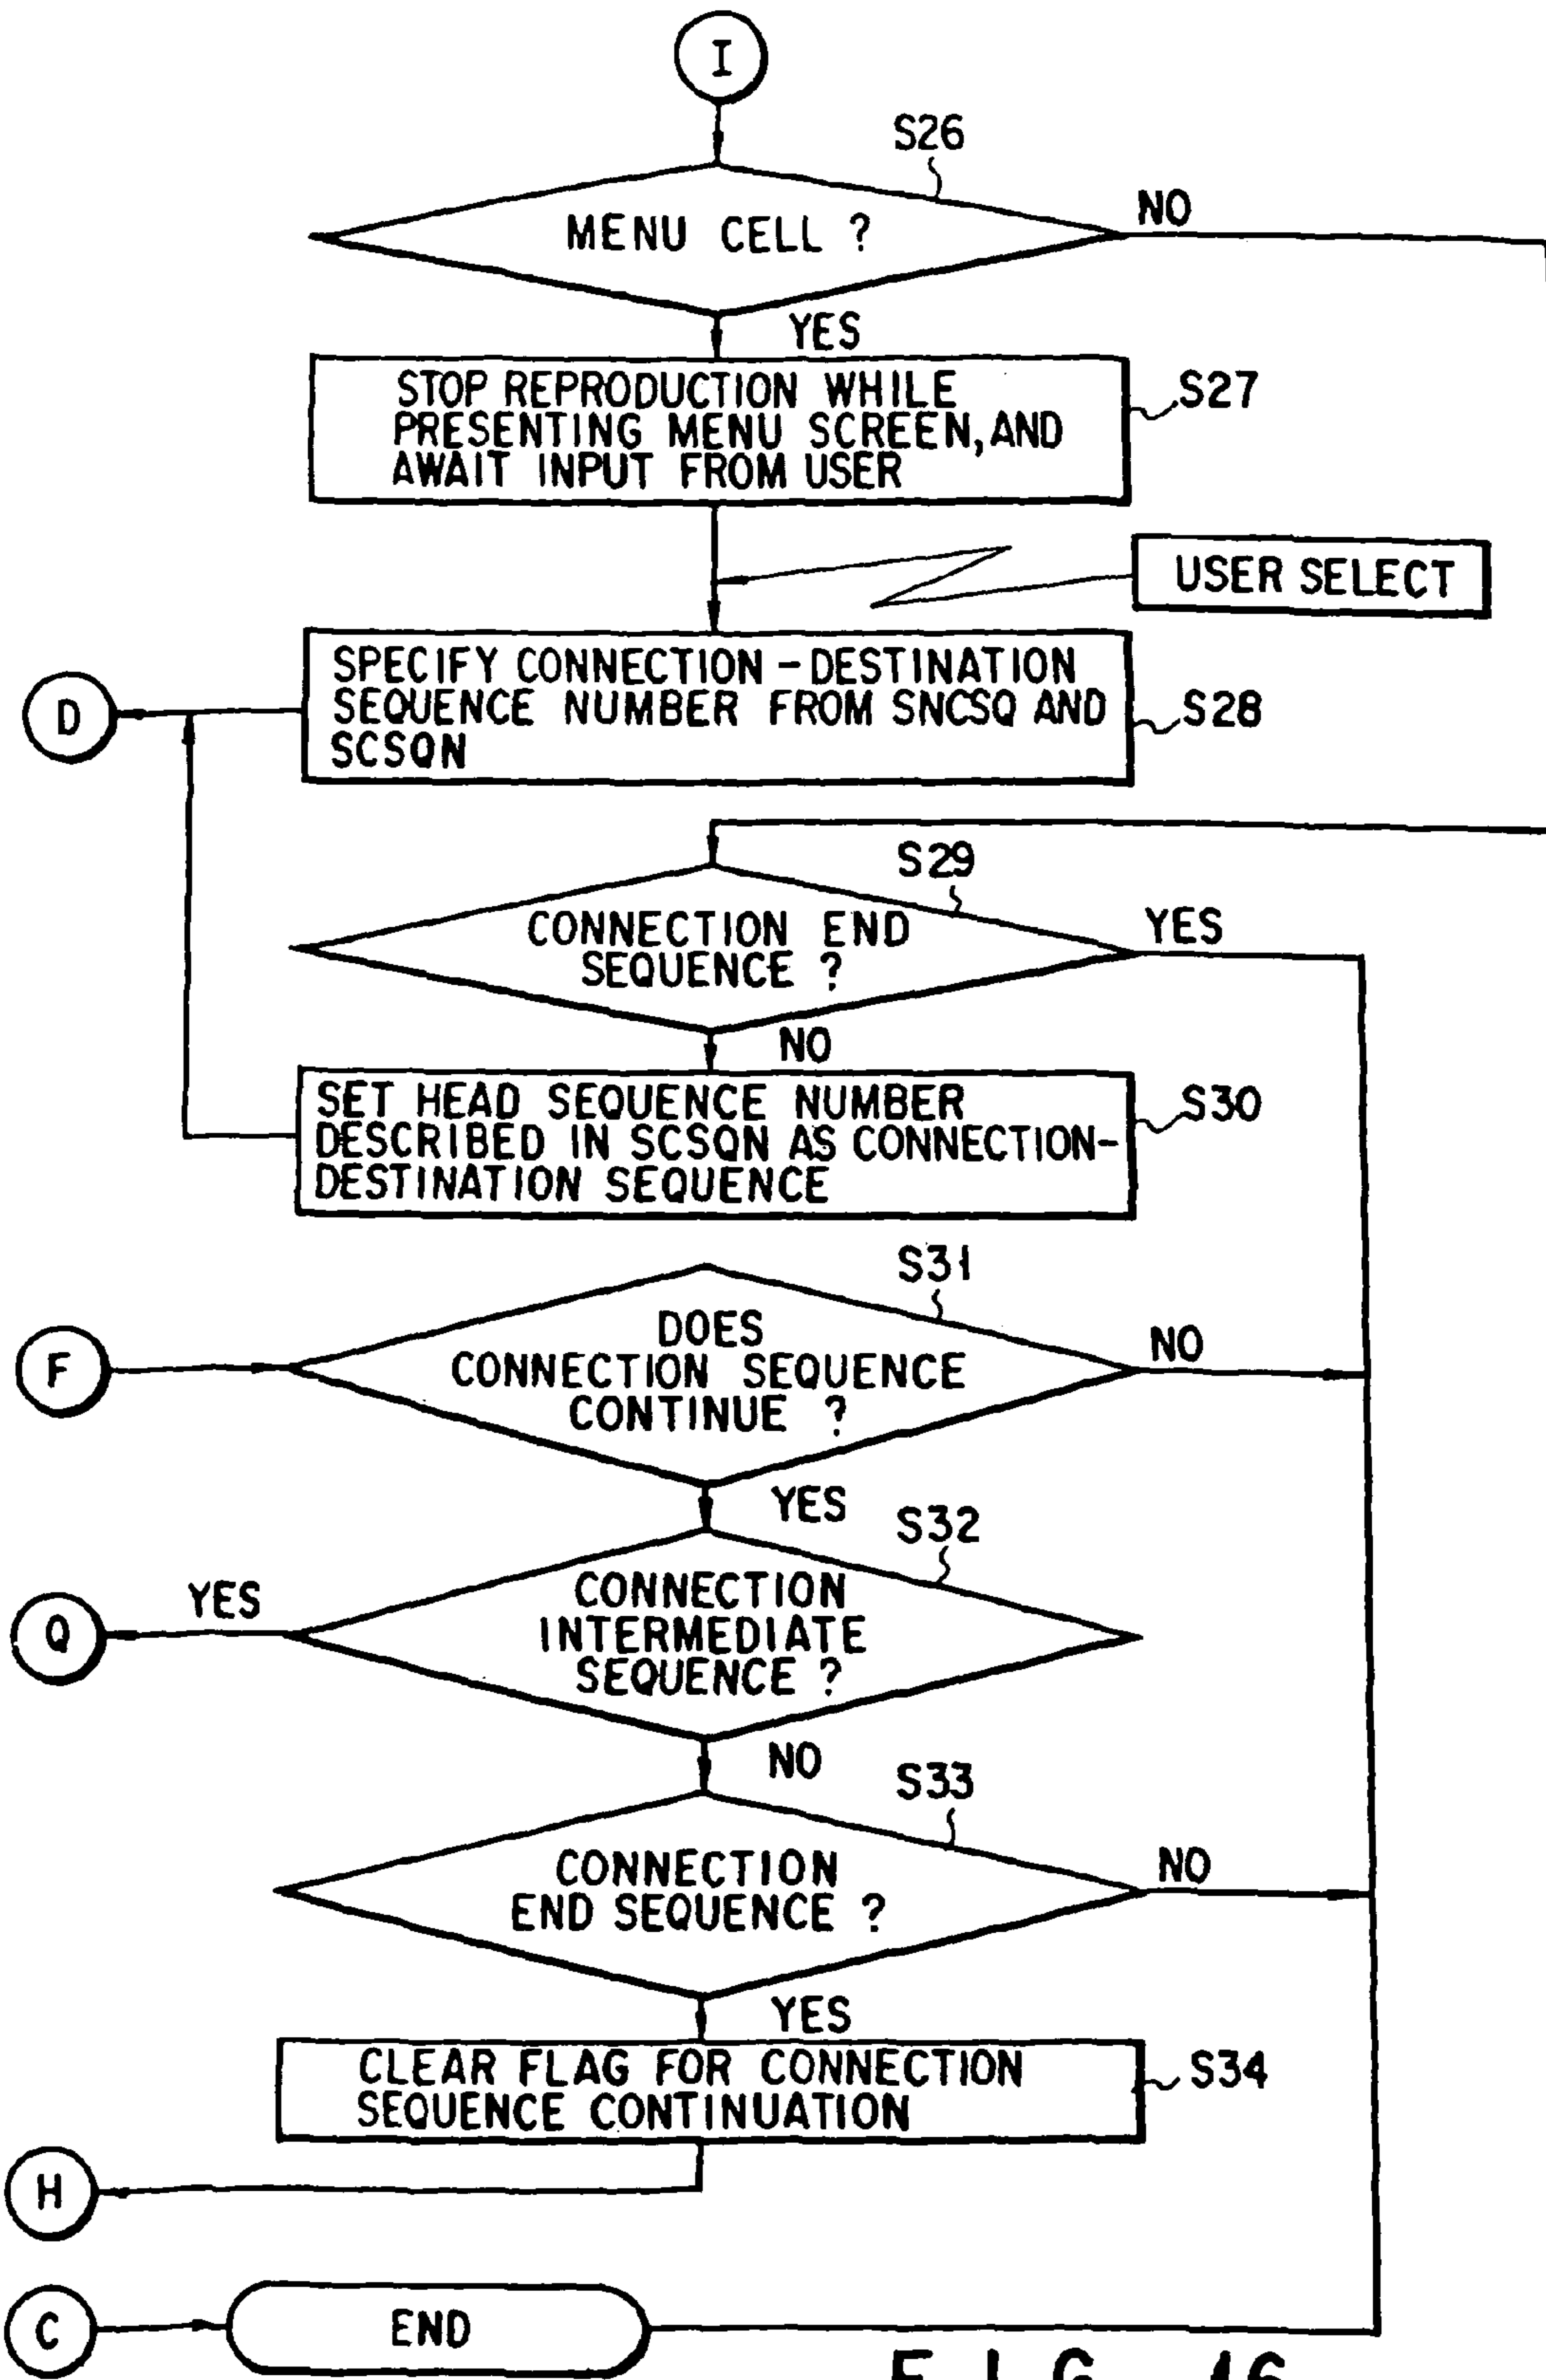 I
S26
MENU CELL ?
NO
YES
STOP REPRODUCTION WHILE
PRESENTING MENU SCREEN, AND
AWAIT INPUT FROM USER
S27
USER SELECT
SPECIFY CONNECTION - DESTINATION
SEQUENCE NUMBER FROM SNCSQ AND
SCSQN
S28
D
S29
CONNECTION END
SEQUENCE ?
YES
NO
SET HEAD SEQUENCE NUMBER
DESCRIBED IN SCSQN AS CONNECTION-
DESTINATION SEQUENCE
S30
S31
F
DOES
CONNECTION SEQUENCE
CONTINUE ?
NO
YES
S32
Q
YES
CONNECTION
INTERMEDIATE
SEQUENCE ?
NO
S33
CONNECTION
END SEQUENCE ?
NO
YES
CLEAR FLAG FOR CONNECTION
SEQUENCE CONTINUATION
S34
H
C
END